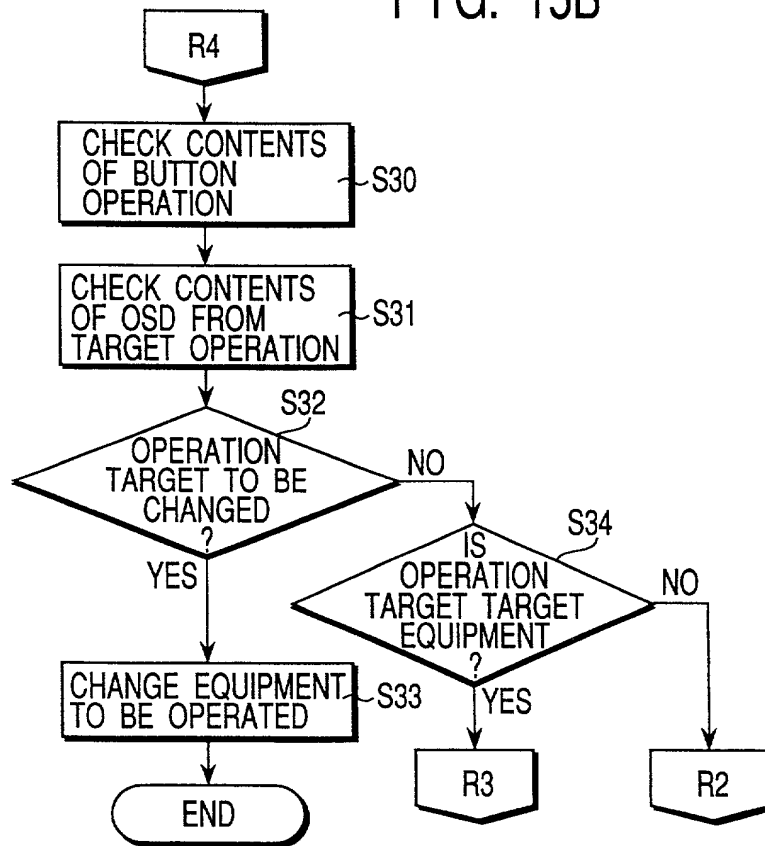 FIG. 15B
R4
CHECK CONTENTS
OF BUTTON
OPERATION
S30
CHECK CONTENTS
OF OSD FROM
TARGET OPERATION
S31
S32
OPERATION
TARGET TO BE
CHANGED
?
NO
YES
S34
IS
OPERATION
TARGET TARGET
EQUIPMENT
?
NO
YES
CHANGE EQUIPMENT
TO BE OPERATED
S33
R3
R2
END